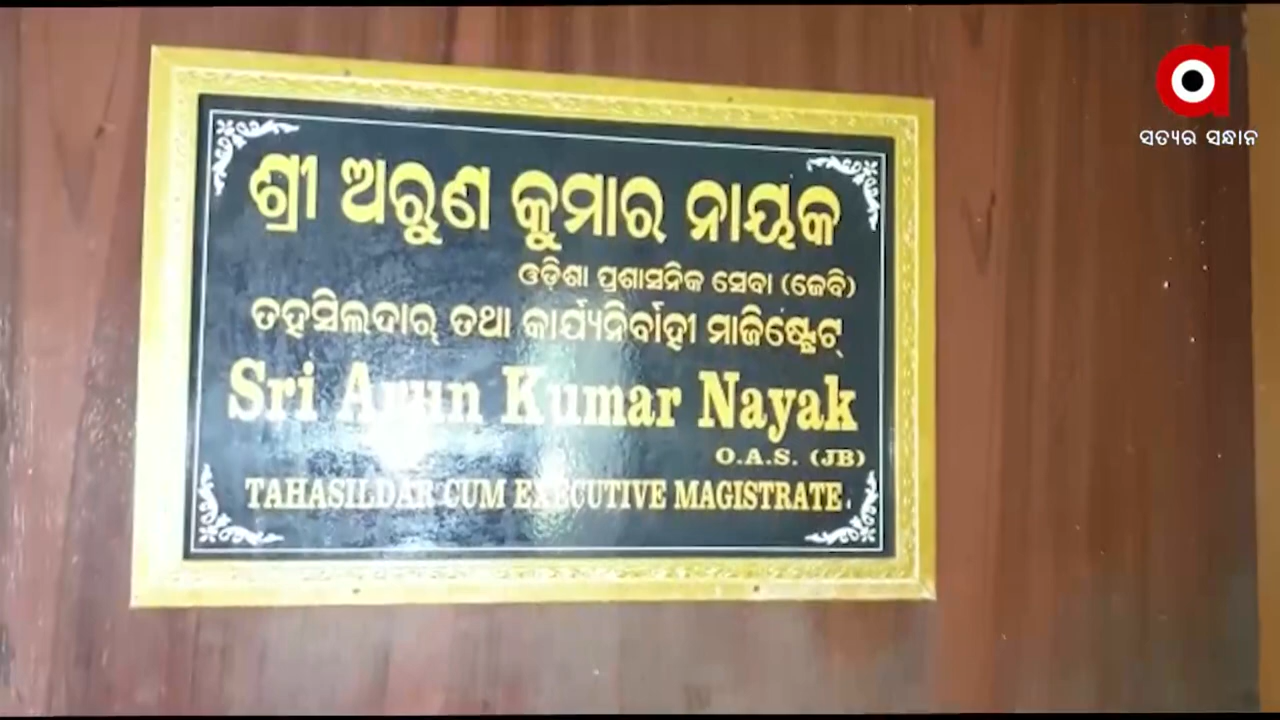 ଶ୍ରୀ ଅରୁଣ କୁମାର ନାୟକ
ଓଡ଼ିଶା ପ୍ରଶାସନିକ ସେବା (ଜେବି)
ତହସିଲଦାର୍ ତଥା କାର୍ଯ୍ୟନିର୍ବାହୀ ମାଜିଷ୍ଟ୍ରେଟ୍
Sri Arun Kumar Nayak
O.A.S. (JB)
TAHASILDAR CUM EXECUTIVE MAGISTRATE.
ସତ୍ୟର ସନ୍ଧାନ